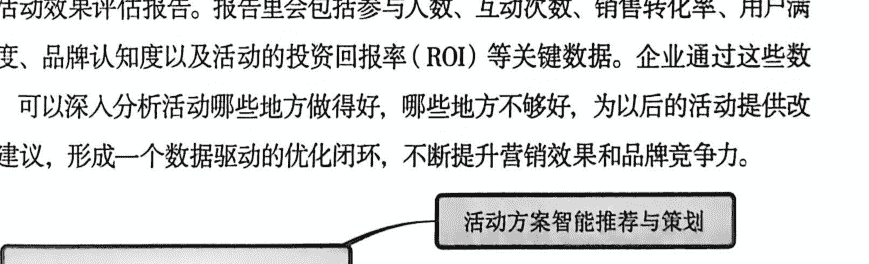 活动效果评估报告。报告里会包括参与人数、互动次数、销售转化率、用户满
度、品牌认知度以及活动的投资回报率(ROI)等关键数据。企业通过这些数
可以深入分析活动哪些地方做得好，哪些地方不够好，为以后的活动提供改
建议，形成一个数据驱动的优化闭环，不断提升营销效果和品牌竞争力。
活动方案智能推荐与策划